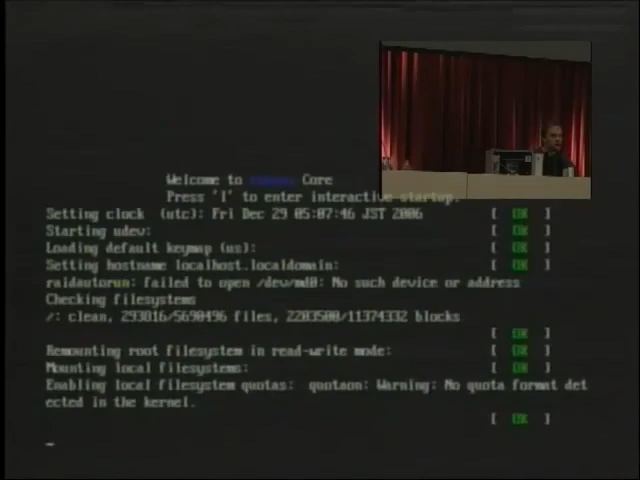 Welcome to Core
Press 'I' to enter interactive startup.
Setting clock (utc): Fri Dec 29 05:07:46 JST 2006 [ OK ]
Starting udev: [ OK ]
Loading default keymap (us): [ OK ]
Setting hostname localhost.localdomain: [ OK ]
raidautorun: failed to open /dev/md0: No such device or address
Checking filesystems
/: clean, 293016/5690496 files, 2203500/11374332 blocks
[ OK ]
Remounting root filesystem in read-write mode: [ OK ]
Mounting local filesystems: [ OK ]
Enabling local filesystem quotas: quotaon: Warning: No quota format det
ected in the kernel.
[ OK ]